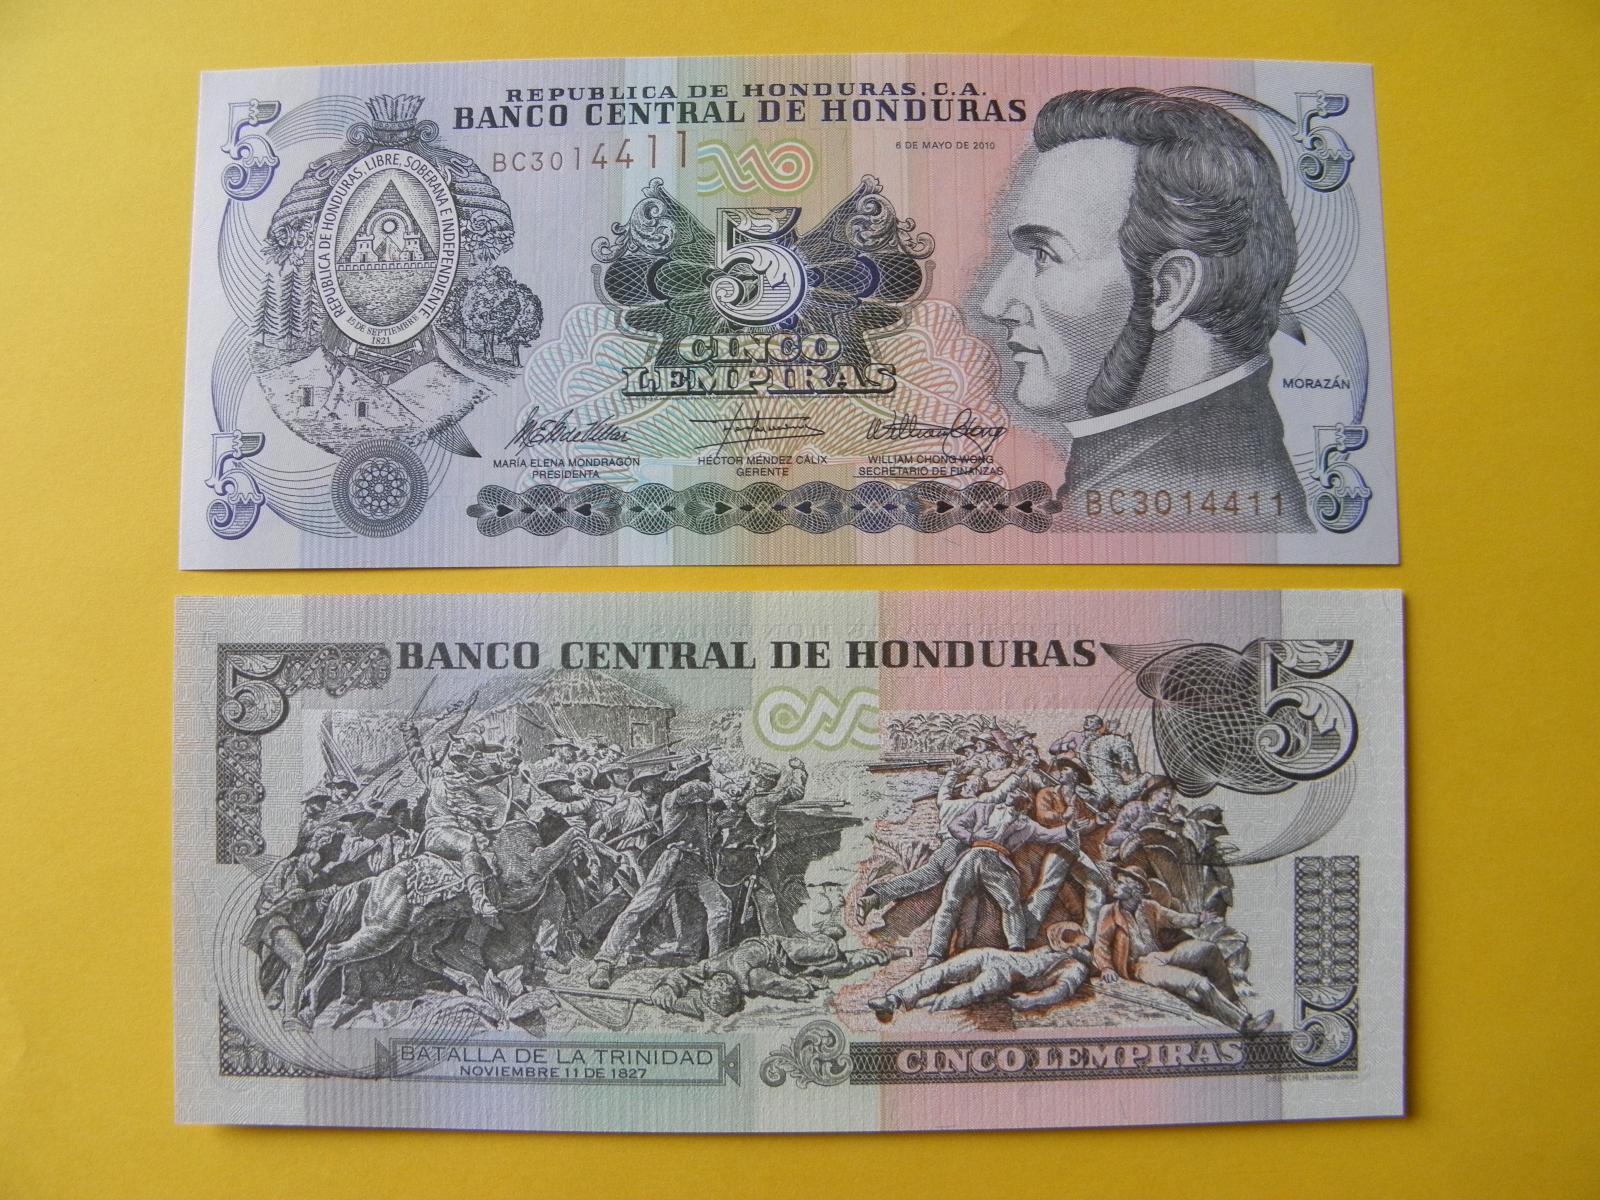 REPUBLICA DE HONDURAS. C.A.
BANCO CENTRAL DE HONDURAS
5
5
BC3014411
6 DE MAYO DE 2010
REPUBLICA DE HONDURAS, LIBRE, SOBERANA E INDEPENDIENTE
15 DE SEPTIEMBRE
1821
5
CINCO
LEMPIRAS
MORAZÁN
MARÍA ELENA MONDRAGÓN
PRESIDENTA
HÉCTOR MÉNDEZ CÁLIX
GERENTE
WILLIAM CHONG WONG
SECRETARIO DE FINANZAS
5
5
BC3014411
BANCO CENTRAL DE HONDURAS
5
5
BATALLA DE LA TRINIDAD
NOVIEMBRE 11 DE 1827
CINCO LEMPIRAS
5